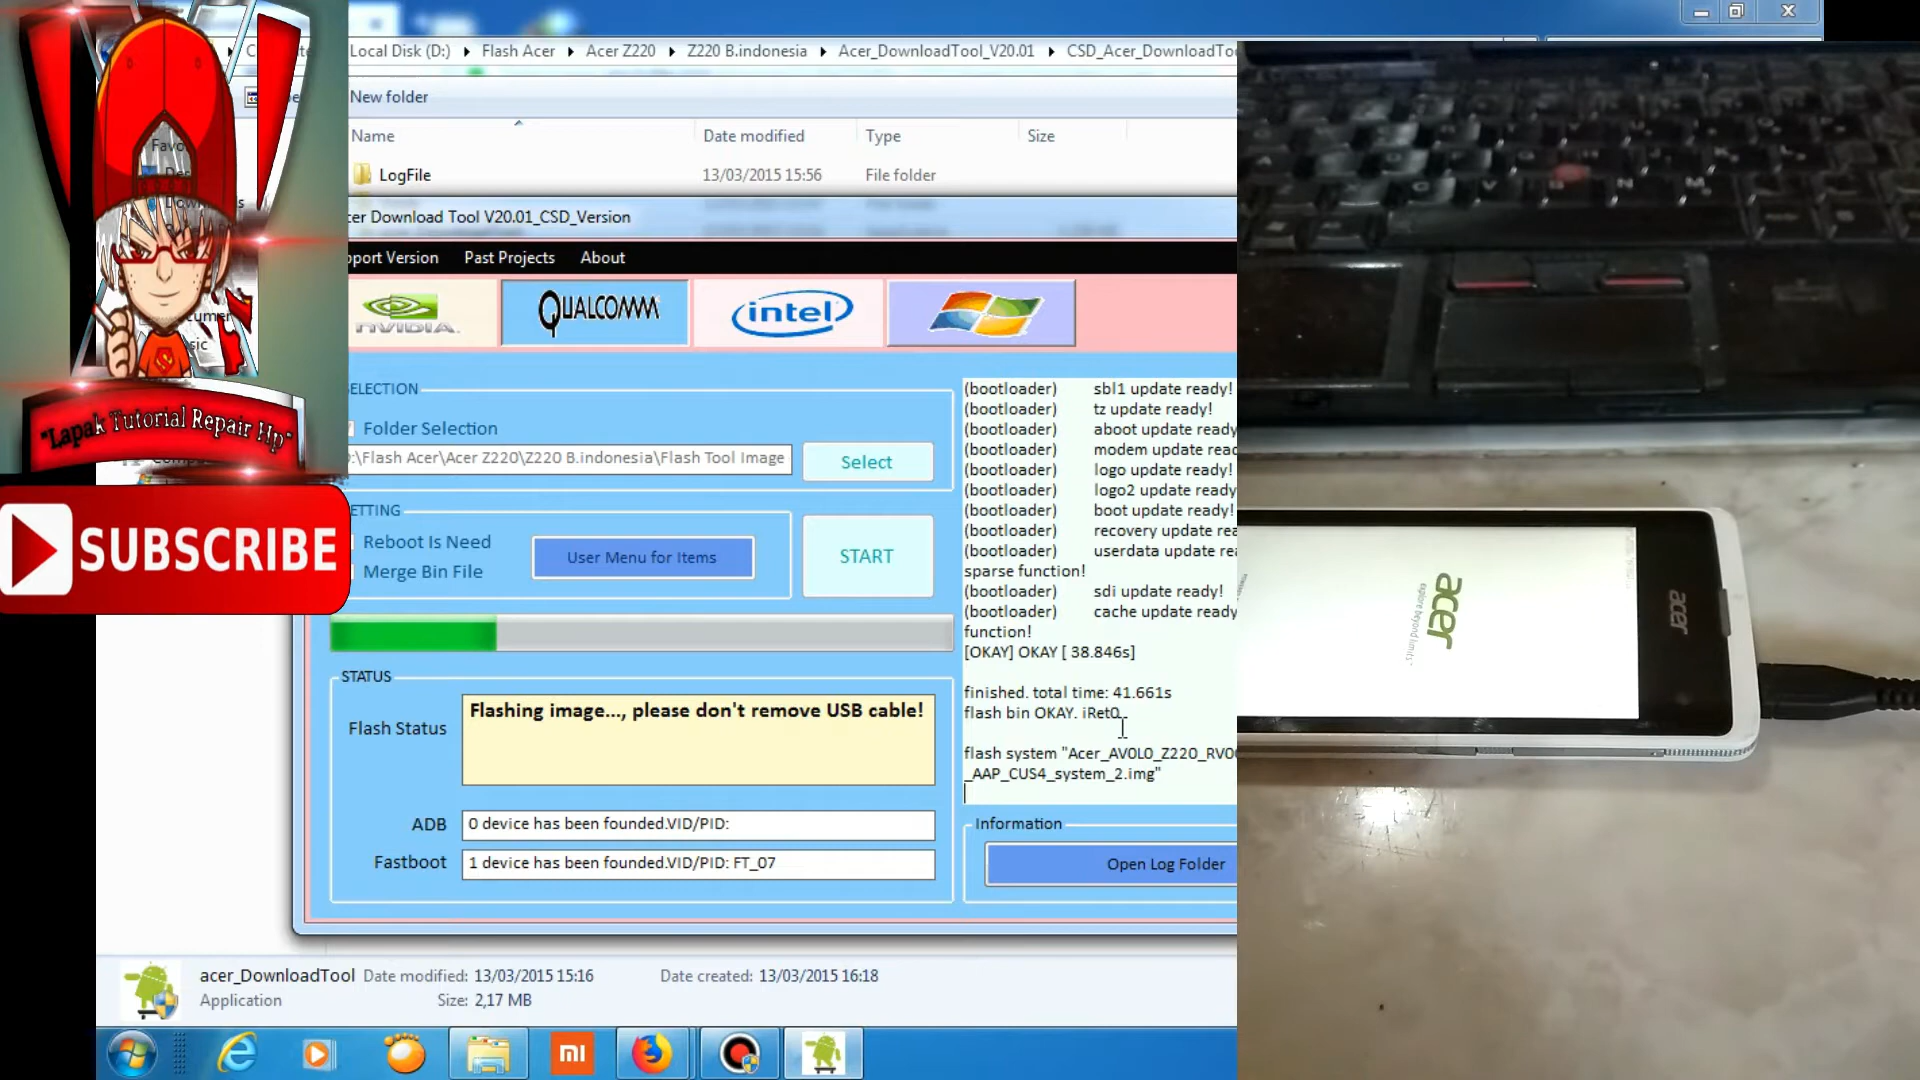 Local Disk (D:) Flash Acer Acer Z220 Z220 B.indonesia Acer_DownloadTool_V20.01 CSD_Acer_DownloadToo
New folder
Name Date modified Type Size
LogFile 13/03/2015 15:56 File folder
cer Download Tool V20.01_CSD_Version
pport Version Past Projects About
NVIDIA.
QUALCOMM
intel
ELECTION
Folder Selection
:\Flash Acer\Acer Z220\Z220 B.indonesia\Flash Tool Image
Select
ETTING
Reboot Is Need
Merge Bin File
User Menu for Items
START
STATUS
Flash Status
Flashing image..., please don't remove USB cable!
ADB
0 device has been founded.VID/PID:
Fastboot
1 device has been founded.VID/PID: FT_07
(bootloader) sbl1 update ready!
(bootloader) tz update ready!
(bootloader) aboot update ready!
(bootloader) modem update read
(bootloader) logo update ready!
(bootloader) logo2 update ready
(bootloader) boot update ready!
(bootloader) recovery update rea
(bootloader) userdata update rea
sparse function!
(bootloader) sdi update ready!
(bootloader) cache update ready
function!
[OKAY] OKAY [ 38.846s]
finished. total time: 41.661s
flash bin OKAY. iRet0
flash system "Acer_AV0L0_Z220_RV00
_AAP_CUS4_system_2.img"
Information
Open Log Folder
acer_DownloadTool Date modified: 13/03/2015 15:16 Date created: 13/03/2015 16:18
Application Size: 2,17 MB
mi
"Lapak Tutorial Repair Hp"
SUBSCRIBE
acer
explore beyond limits
acer